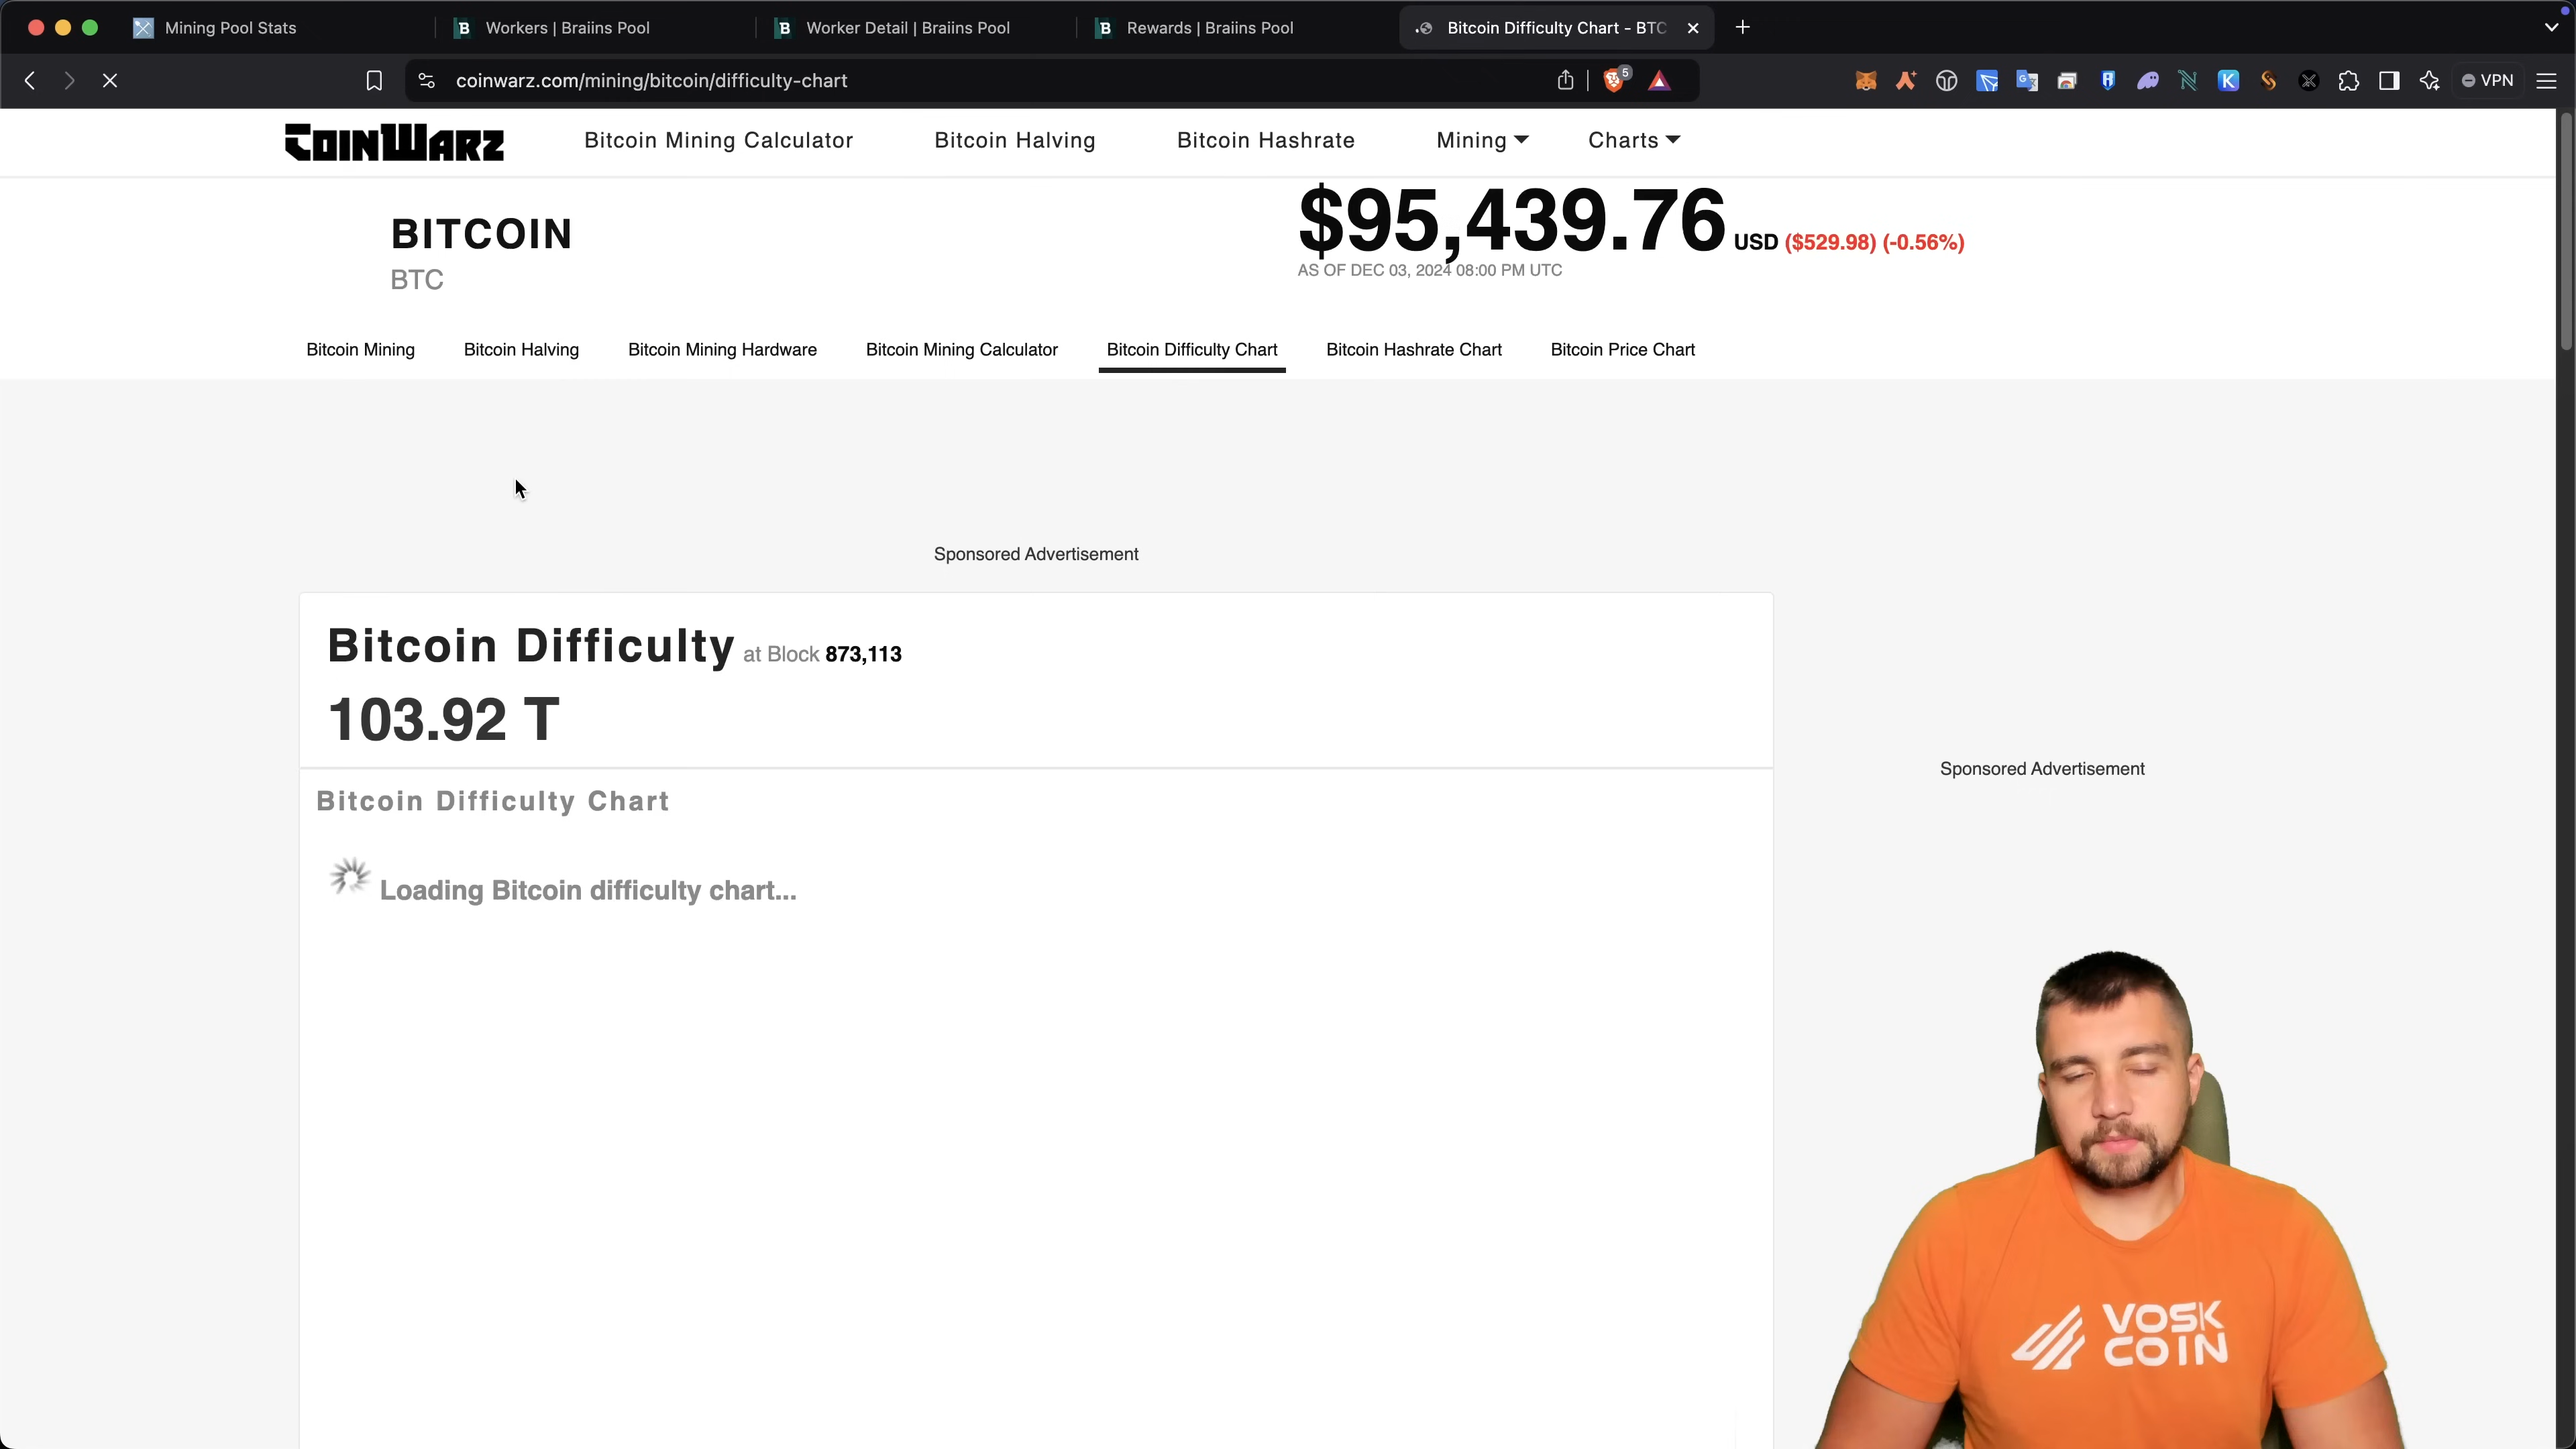 Mining Pool Stats
Workers | Braiins Pool
Worker Detail | Braiins Pool
Rewards | Braiins Pool
Bitcoin Difficulty Chart - BTC
coinwarz.com/mining/bitcoin/difficulty-chart
5
VPN
COINWARZ
Bitcoin Mining Calculator
Bitcoin Halving
Bitcoin Hashrate
Mining
Charts
BITCOIN
BTC
$95,439.76 USD ($529.98) (-0.56%)
AS OF DEC 03, 2024 08:00 PM UTC
Bitcoin Mining
Bitcoin Halving
Bitcoin Mining Hardware
Bitcoin Mining Calculator
Bitcoin Difficulty Chart
Bitcoin Hashrate Chart
Bitcoin Price Chart
Sponsored Advertisement
Bitcoin Difficulty at Block 873,113
103.92 T
Sponsored Advertisement
Bitcoin Difficulty Chart
Loading Bitcoin difficulty chart...
VOSK
COIN